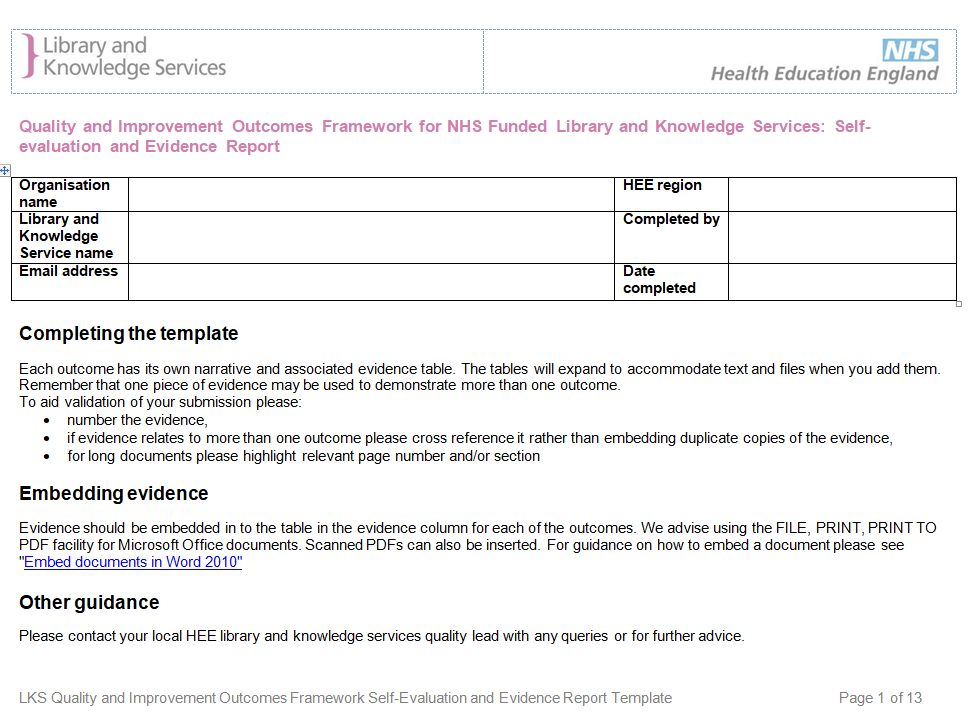 Library and
Knowledge Services
NHS
Health Education England
Quality and Improvement Outcomes Framework for NHS Funded Library and Knowledge Services: Self-
evaluation and Evidence Report
Organisation
name
HEE region
Library and
Knowledge
Service name
Completed by
Email address
Date
completed
Completing the template
Each outcome has its own narrative and associated evidence table. The tables will expand to accommodate text and files when you add them.
Remember that one piece of evidence may be used to demonstrate more than one outcome.
To aid validation of your submission please:
• number the evidence,
• if evidence relates to more than one outcome please cross reference it rather than embedding duplicate copies of the evidence,
• for long documents please highlight relevant page number and/or section
Embedding evidence
Evidence should be embedded in to the table in the evidence column for each of the outcomes. We advise using the FILE, PRINT, PRINT TO
PDF facility for Microsoft Office documents. Scanned PDFs can also be inserted. For guidance on how to embed a document please see
"Embed documents in Word 2010"
Other guidance
Please contact your local HEE library and knowledge services quality lead with any queries or for further advice.
LKS Quality and Improvement Outcomes Framework Self-Evaluation and Evidence Report Template
Page 1 of 13